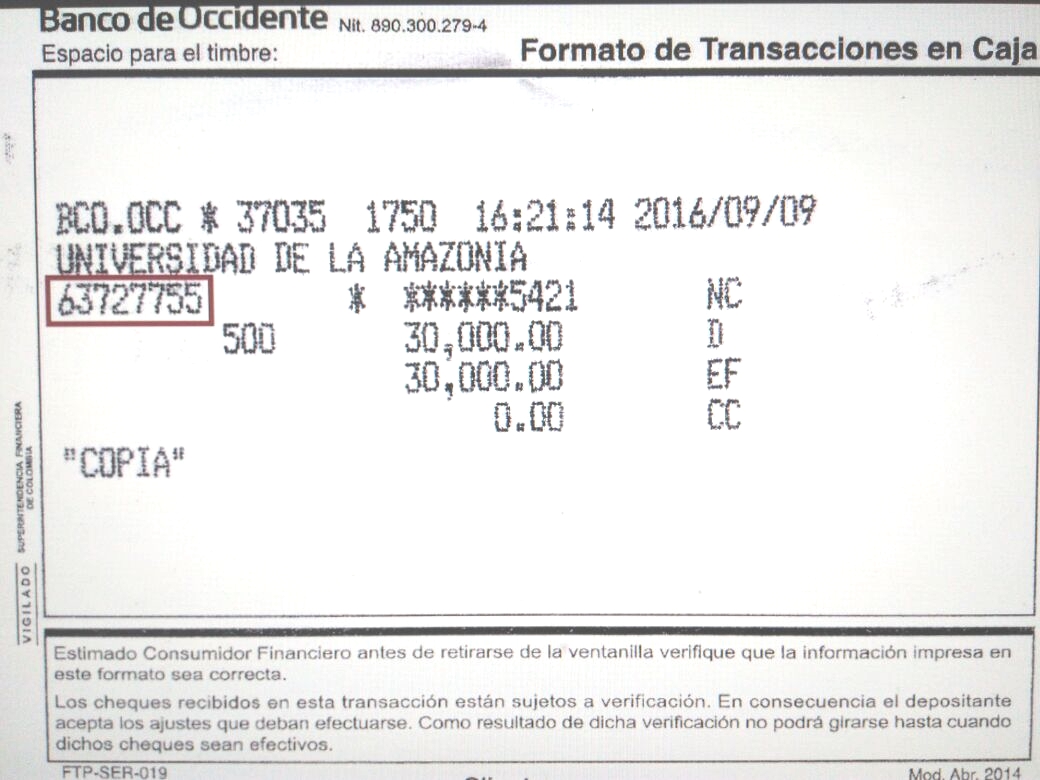 Banco de Occidente Nit. 890.300.279-4
Espacio para el timbre:
Formato de Transacciones en Caja
BCO.OCC * 37035 1750 16:21:14 2016/09/09
UNIVERSIDAD DE LA AMAZONIA
63727755 * ******5421 NC
500 30,000.00 D
30,000.00 EF
0.00 CC
"COPIA"
VIGILADO SUPERINTENDENCIA FINANCIERA
DE COLOMBIA
Estimado Consumidor Financiero antes de retirarse de la ventanilla verifique que la información impresa en
este formato sea correcta.
Los cheques recibidos en esta transacción están sujetos a verificación. En consecuencia el depositante
acepta los ajustes que deban efectuarse. Como resultado de dicha verificación no podrá girarse hasta cuando
dichos cheques sean efectivos.
FTP-SER-019
Mod. Abr. 2014